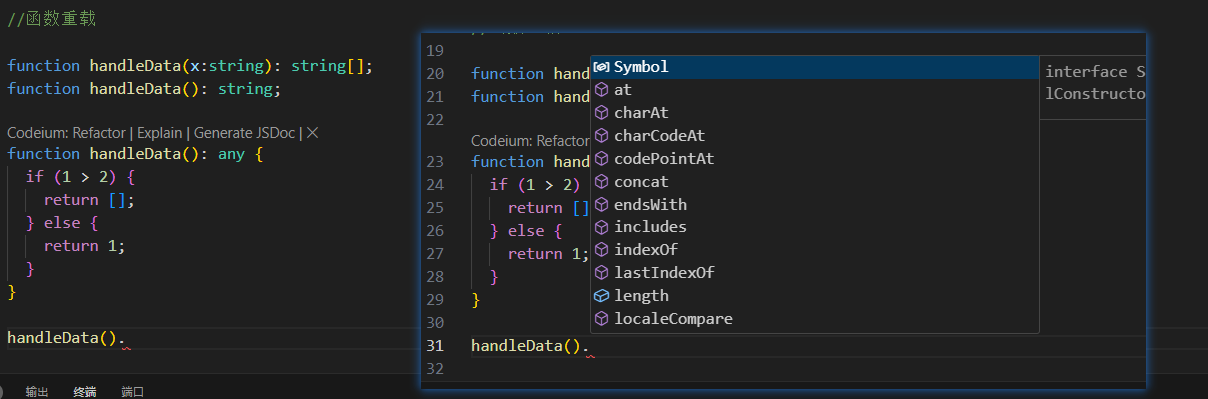 //函数重载
function handleData(x:string): string[];
function handleData(): string;
Codeium: Refactor | Explain | Generate JSDoc | ✕
function handleData(): any {
if (1 > 2) {
return [];
} else {
return 1;
}
}
handleData().
输出 终端 端口
19
20 function hand
21 function hand
22
Codeium: Refactor
23 function hand
24 if (1 > 2)
25 return []
26 } else {
27 return 1;
28 }
29 }
30
31 handleData().
32
Symbol
at
charAt
charCodeAt
codePointAt
concat
endsWith
includes
indexOf
lastIndexOf
length
localeCompare
interface S
lConstructo